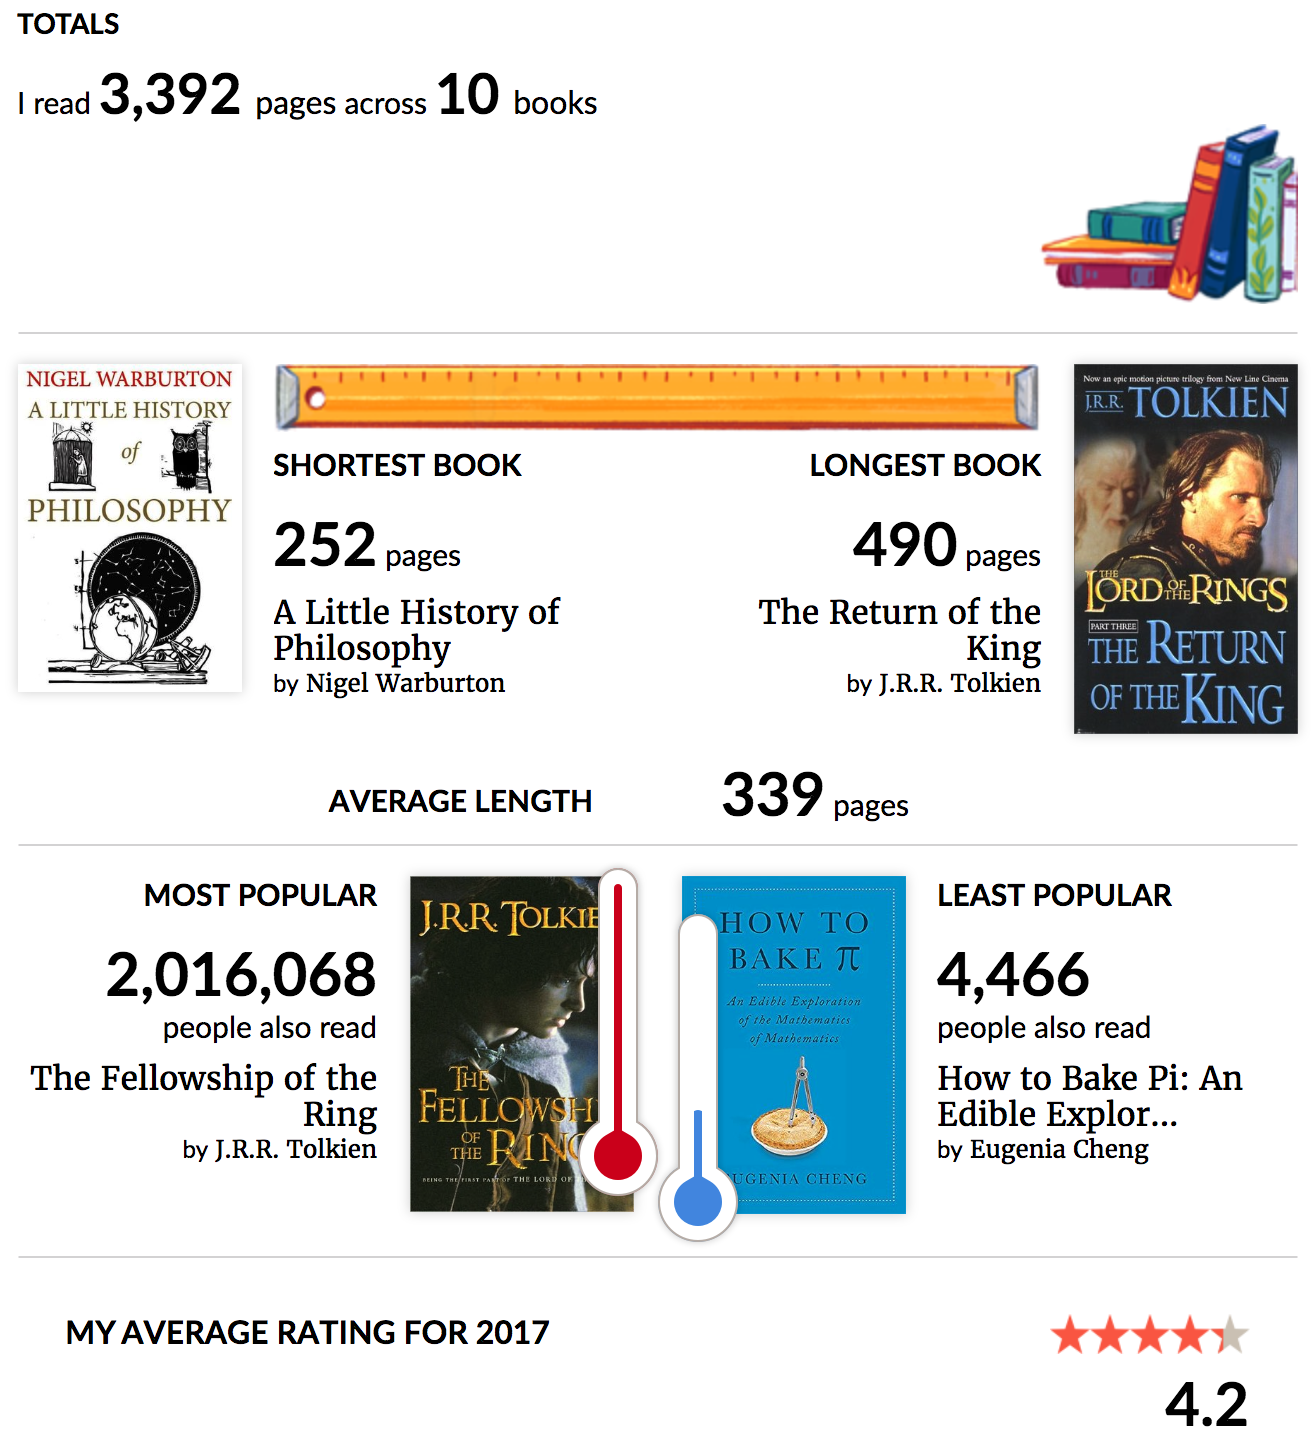 TOTALS
I read 3,392 pages across 10 books
NIGEL WARBURTON
A LITTLE HISTORY
of
PHILOSOPHY
SHORTEST BOOK
252 pages
A Little History of
Philosophy
by Nigel Warburton
LONGEST BOOK
490 pages
The Return of the
King
by J.R.R. Tolkien
Now an epic motion picture trilogy from New Line Cinema
J.R.R. TOLKIEN
THE
LORD OF THE RINGS
PART THREE
THE RETURN
OF THE KING
AVERAGE LENGTH 339 pages
MOST POPULAR
2,016,068
people also read
The Fellowship of the
Ring
by J.R.R. Tolkien
J.R.R. TOLKIE
THE
FELLOWSH
OF
THE RING
BEING THE FIRST PART OF THE LORD OF
HOW TO
BAKE π
An Edible Exploration
of the Mathematics
of Mathematics
UGENIA CHENG
LEAST POPULAR
4,466
people also read
How to Bake Pi: An
Edible Explor...
by Eugenia Cheng
MY AVERAGE RATING FOR 2017
4.2